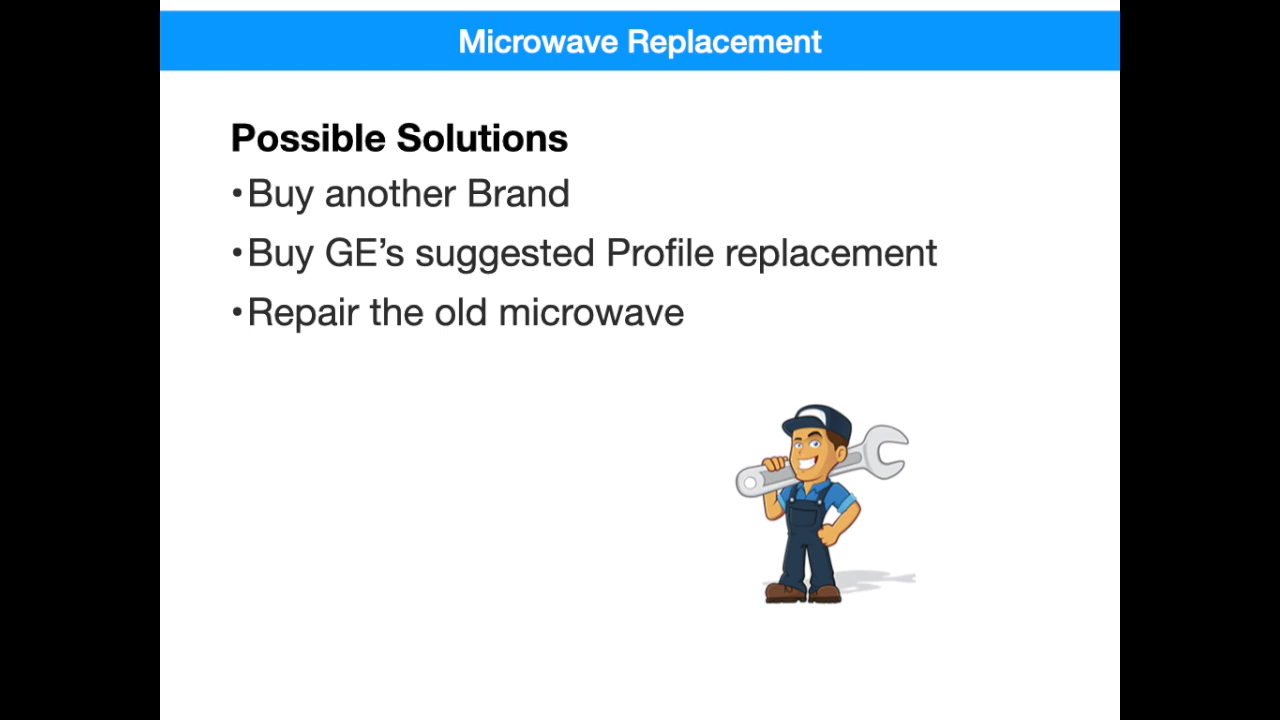 Microwave Replacement
Possible Solutions
•Buy another Brand
•Buy GE’s suggested Profile replacement
•Repair the old microwave